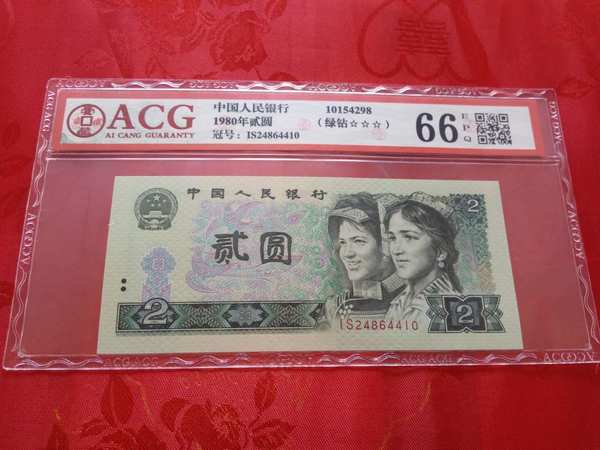 ACG
AI CANG GUARANTY
中国人民银行
1980年贰圆
冠号：IS24864410
10154298
（绿钻☆☆☆）
66 EPQ
中国人民银行
贰圆
2
2
2
IS24864410